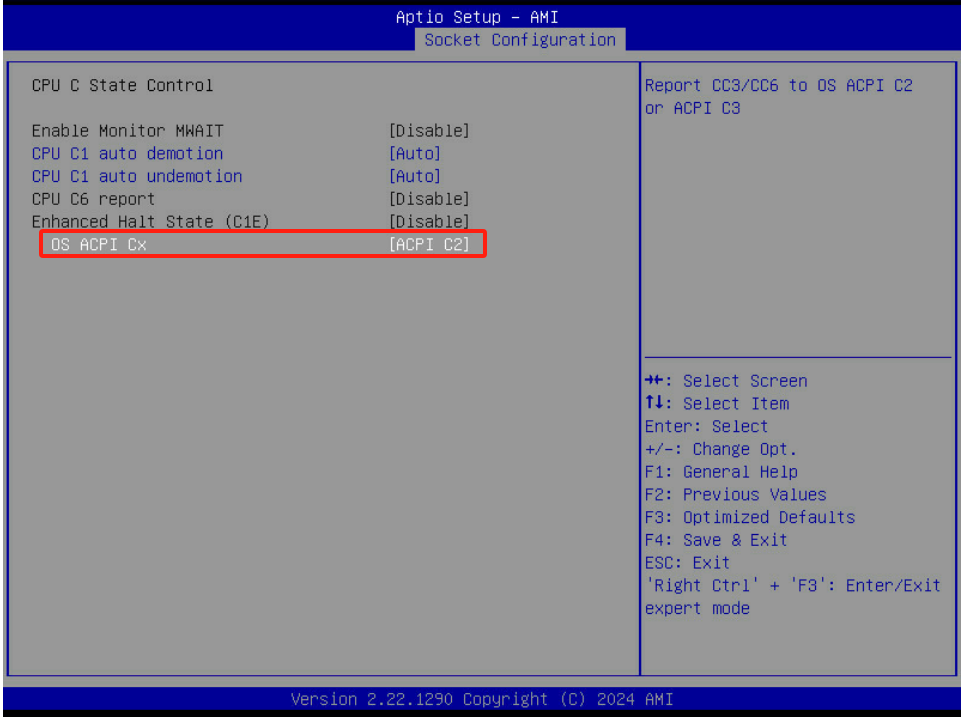 Aptio Setup – AMI
Socket Configuration
CPU C State Control
Enable Monitor MWAIT [Disable]
CPU C1 auto demotion [Auto]
CPU C1 auto undemotion [Auto]
CPU C6 report [Disable]
Enhanced Halt State (C1E) [Disable]
OS ACPI Cx [ACPI C2]
Report CC3/CC6 to OS ACPI C2
or ACPI C3
→←: Select Screen
↑↓: Select Item
Enter: Select
+/-: Change Opt.
F1: General Help
F2: Previous Values
F3: Optimized Defaults
F4: Save & Exit
ESC: Exit
'Right Ctrl' + 'F3': Enter/Exit
expert mode
Version 2.22.1290 Copyright (C) 2024 AMI